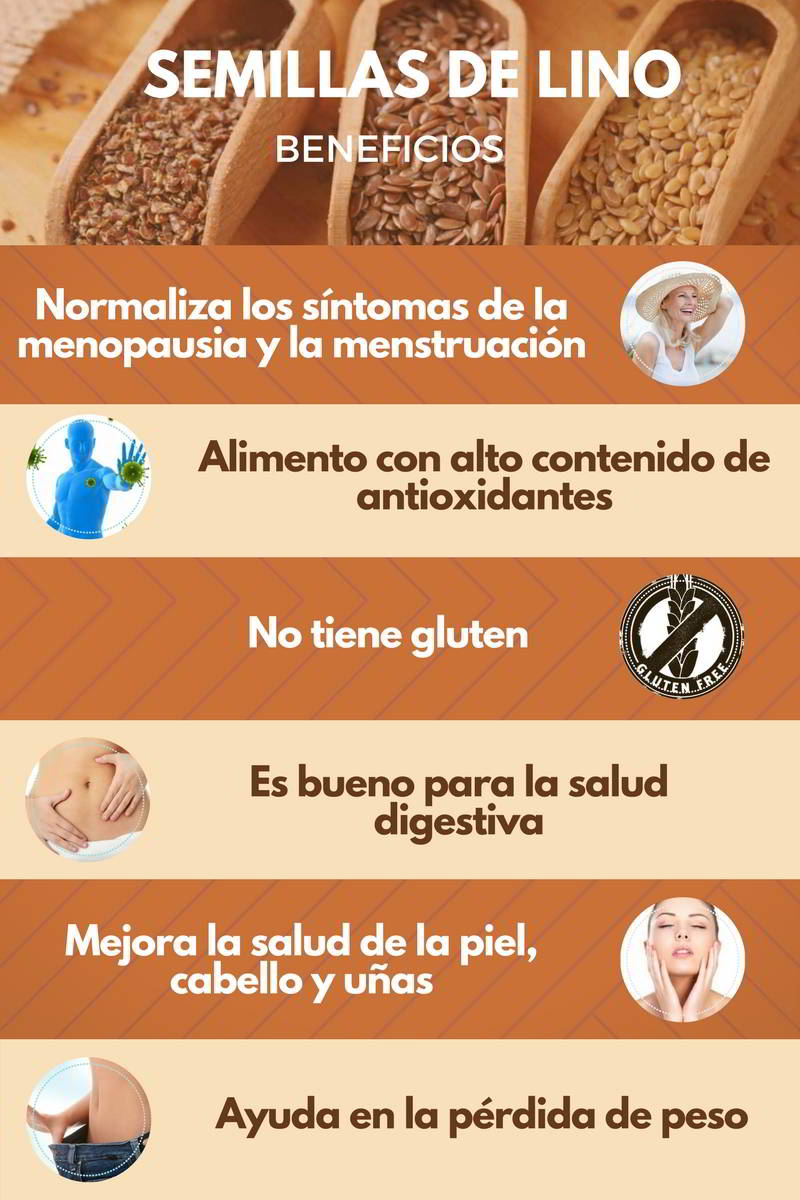 SEMILLAS DE LINO
BENEFICIOS
Normaliza los síntomas de la
menopausia y la menstruación
Alimento con alto contenido de
antioxidantes
No tiene gluten
GLUTEN FREE
Es bueno para la salud
digestiva
Mejora la salud de la piel,
cabello y uñas
Ayuda en la pérdida de peso